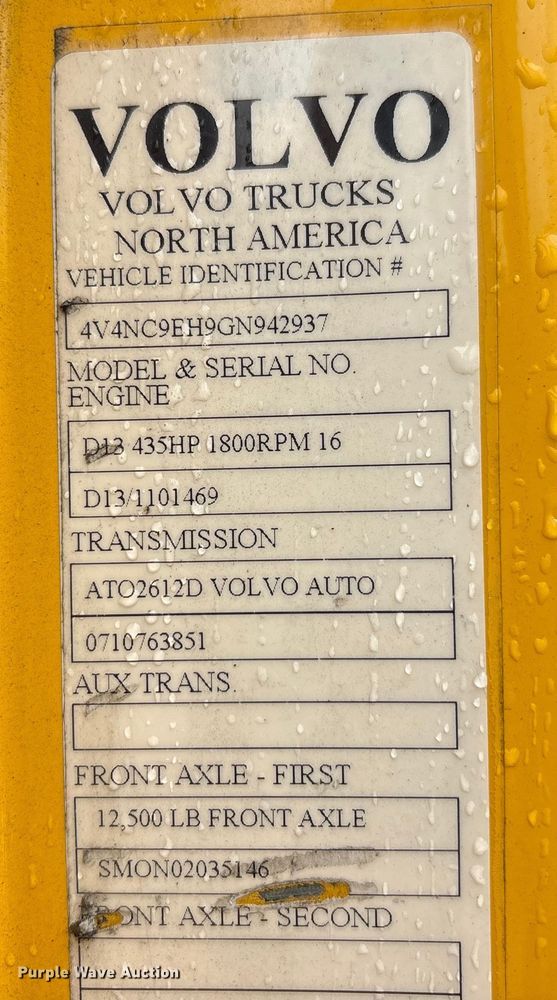 VOLVO
VOLVO TRUCKS
NORTH AMERICA
VEHICLE IDENTIFICATION #
4V4NC9EH9GN942937
MODEL & SERIAL NO.
ENGINE
D13 435HP 1800RPM 16
D13/1101469
TRANSMISSION
ATO2612D VOLVO AUTO
0710763851
AUX TRANS.
FRONT AXLE - FIRST
12,500 LB FRONT AXLE
SMON02035146
FRONT AXLE - SECOND
Purple Wave Auction